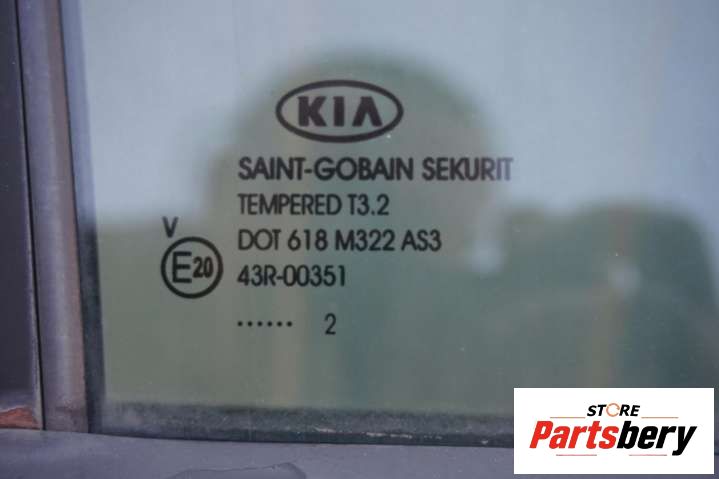 KIA
SAINT-GOBAIN SEKURIT
TEMPERED T3.2
DOT 618 M322 AS3
V
E20
43R-00351
...... 2
STORE
Partsbery